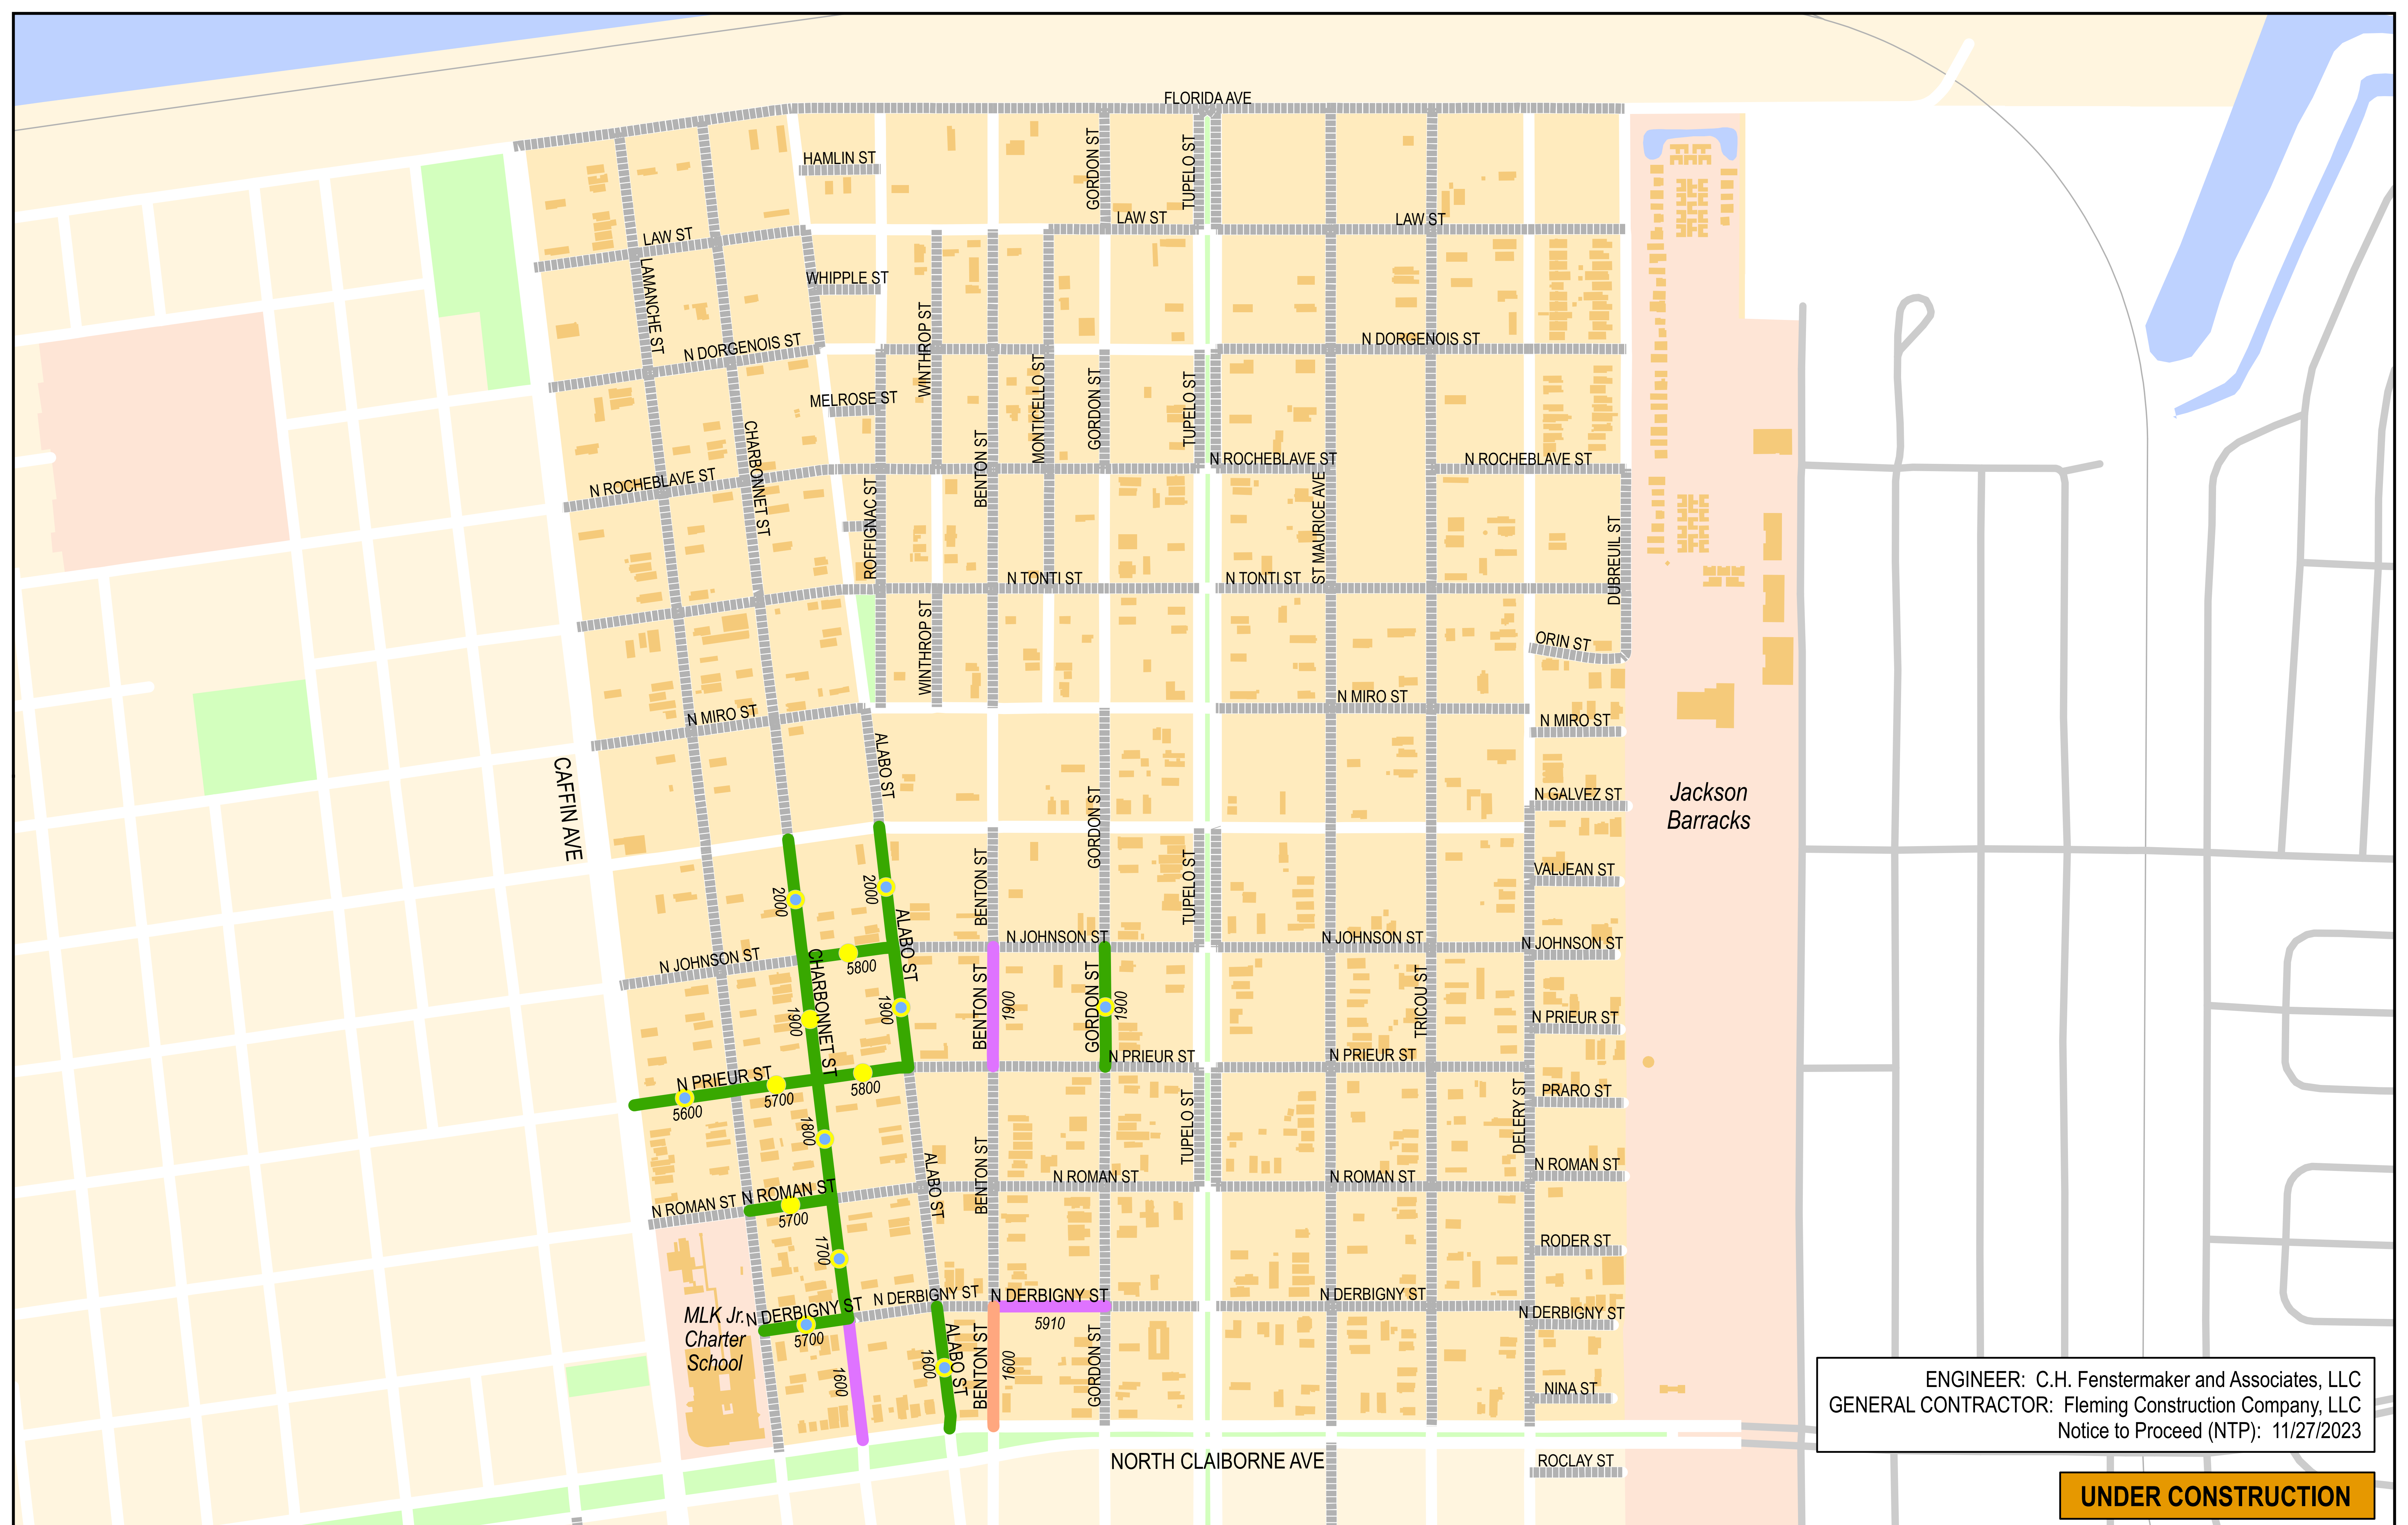 FLORIDA AVE
HAMLIN ST
GORDON ST
TUPELO ST
LAW ST
LAW ST
LAW ST
LAMANCHE ST
WHIPPLE ST
WINTHROP ST
N DORGENOIS ST
N DORGENOIS ST
MELROSE ST
MONTICELLO ST
GORDON ST
TUPELO ST
CHARBONNET ST
BENTON ST
N ROCHEBLAVE ST
N ROCHEBLAVE ST
N ROCHEBLAVE ST
ROFFIGNAC ST
ST MAURICE AVE
DUBREUIL ST
N TONTI ST
N TONTI ST
WINTHROP ST
ORIN ST
N MIRO ST
N MIRO ST
N MIRO ST
CAFFIN AVE
ALABO ST
GORDON ST
N GALVEZ ST
Jackson
Barracks
BENTON ST
TUPELO ST
VALJEAN ST
2000
2000
ALABO ST
N JOHNSON ST
N JOHNSON ST
N JOHNSON ST
N JOHNSON ST
5800
CHARBONNET ST
1900
1900
BENTON ST
1900
GORDON ST
1900
TRICOU ST
N PRIEUR ST
N PRIEUR ST
N PRIEUR ST
N PRIEUR ST
5600
5700
5800
PRARO ST
DELERY ST
TUPELO ST
1800
ALABO ST
BENTON ST
N ROMAN ST
N ROMAN ST
N ROMAN ST
N ROMAN ST
N ROMAN ST
5700
1700
RODER ST
N DERBIGNY ST
N DERBIGNY ST
N DERBIGNY ST
N DERBIGNY ST
N DERBIGNY ST
MLK Jr.
Charter
School
5700
5910
1600
1600
ALABO ST
BENTON ST
1600
GORDON ST
NINA ST
NORTH CLAIBORNE AVE
ROCLAY ST
ENGINEER: C.H. Fenstermaker and Associates, LLC
GENERAL CONTRACTOR: Fleming Construction Company, LLC
Notice to Proceed (NTP): 11/27/2023
UNDER CONSTRUCTION